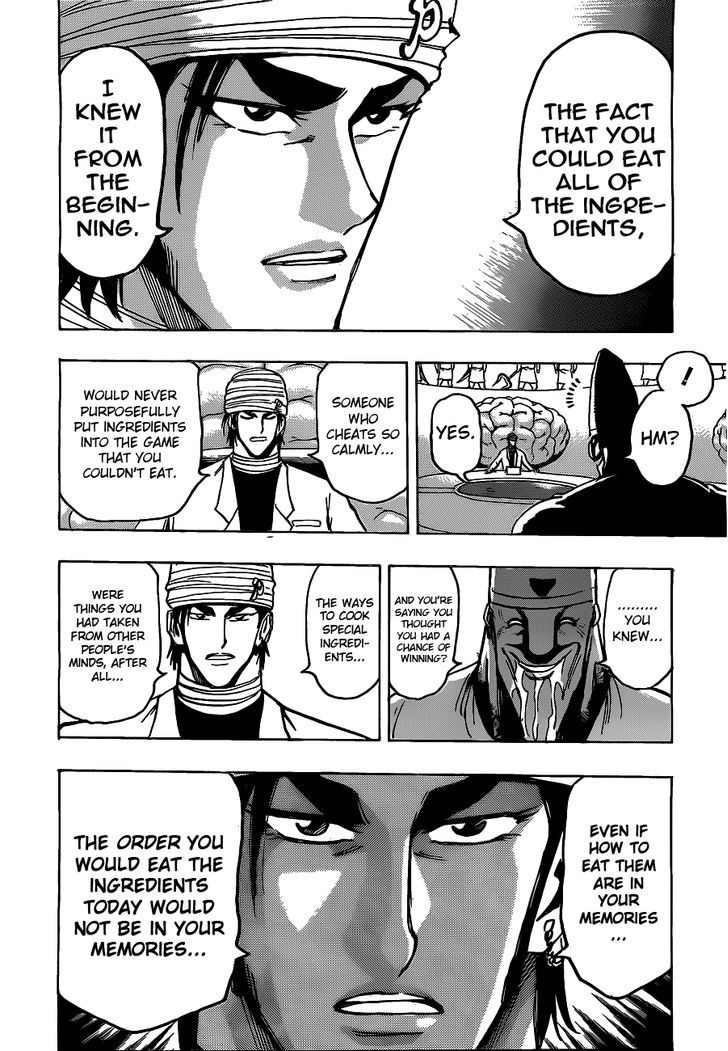 THE FACT
THAT YOU
COULD EAT
ALL OF
THE INGRE-
DIENTS,
I
KNEW
IT
FROM
THE
BEGIN-
NING.
!
HM?
YES.
SOMEONE
WHO
CHEATS SO
CALMLY...
WOULD NEVER
PURPOSEFULLY
PUT INGREDIENTS
INTO THE GAME
THAT YOU
COULDN'T EAT.
.........
YOU
KNEW...
AND YOU'RE
SAYING YOU
THOUGHT
YOU HAD A
CHANCE OF
WINNING?
THE WAYS
TO COOK
SPECIAL
INGREDI-
ENTS...
WERE
THINGS YOU
HAD TAKEN
FROM OTHER
PEOPLE'S
MINDS, AFTER
ALL...
EVEN IF
HOW TO
EAT THEM
ARE IN
YOUR
MEMORIES
...
THE ORDER YOU
WOULD EAT THE
INGREDIENTS
TODAY WOULD
NOT BE IN YOUR
MEMORIES...